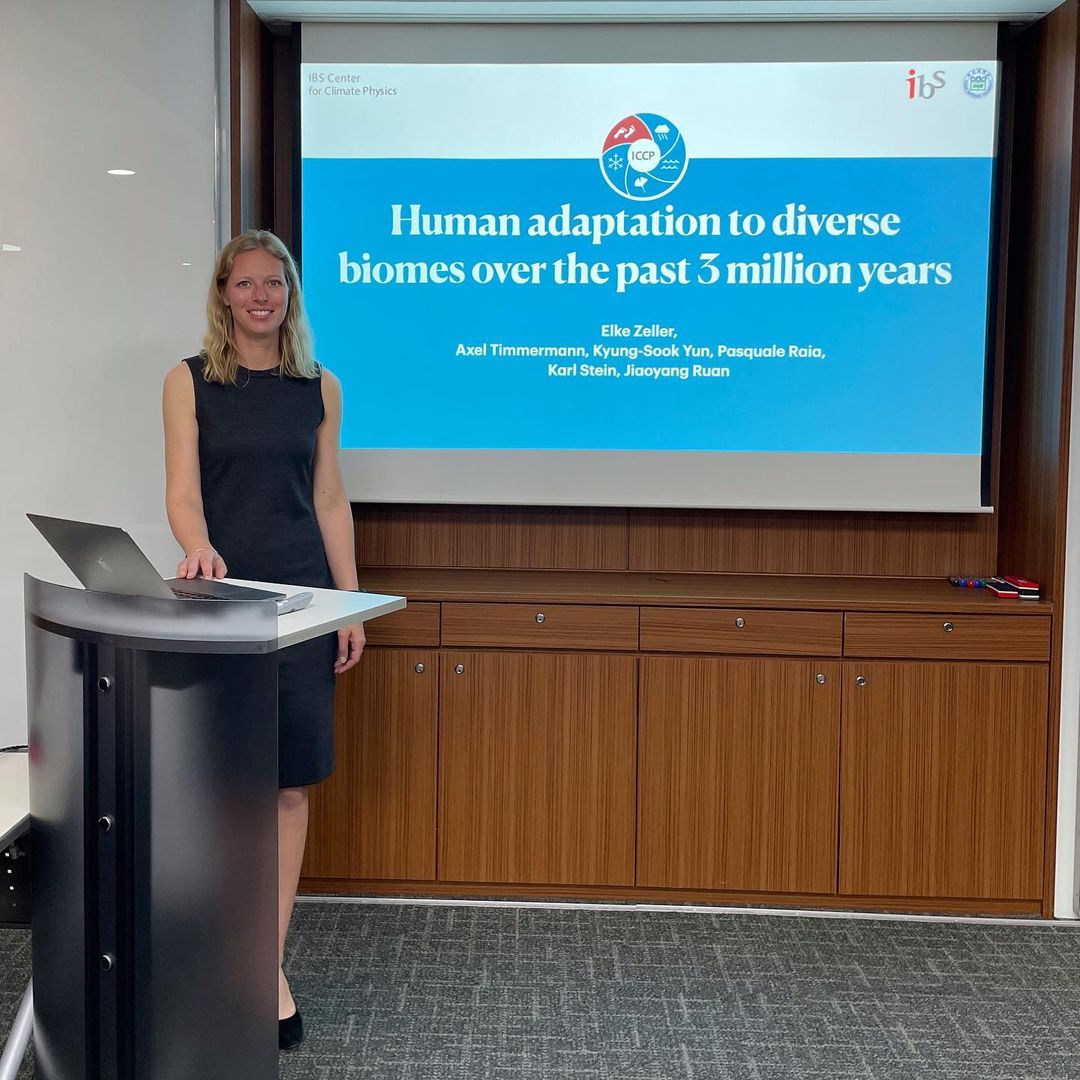 IBS Center
for Climate Physics
ibs
ICCP
Human adaptation to diverse
biomes over the past 3 million years
Elke Zeller,
Axel Timmermann, Kyung-Sook Yun, Pasquale Raia,
Karl Stein, Jiaoyang Ruan